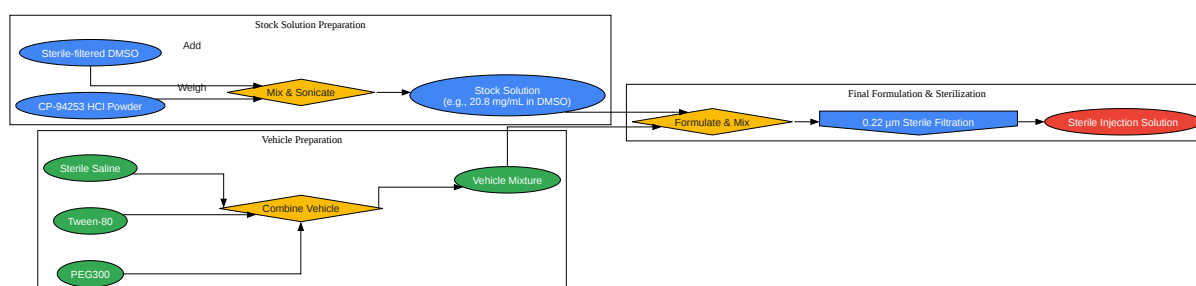 Stock Solution Preparation
Sterile-filtered DMSO
Add
Weigh
CP-94253 HCl Powder
Mix & Sonicate
Stock Solution
(e.g., 20.8 mg/mL in DMSO)
Vehicle Preparation
Sterile Saline
Tween-80
PEG300
Combine Vehicle
Vehicle Mixture
Final Formulation & Sterilization
Formulate & Mix
0.22 µm Sterile Filtration
Sterile Injection Solution